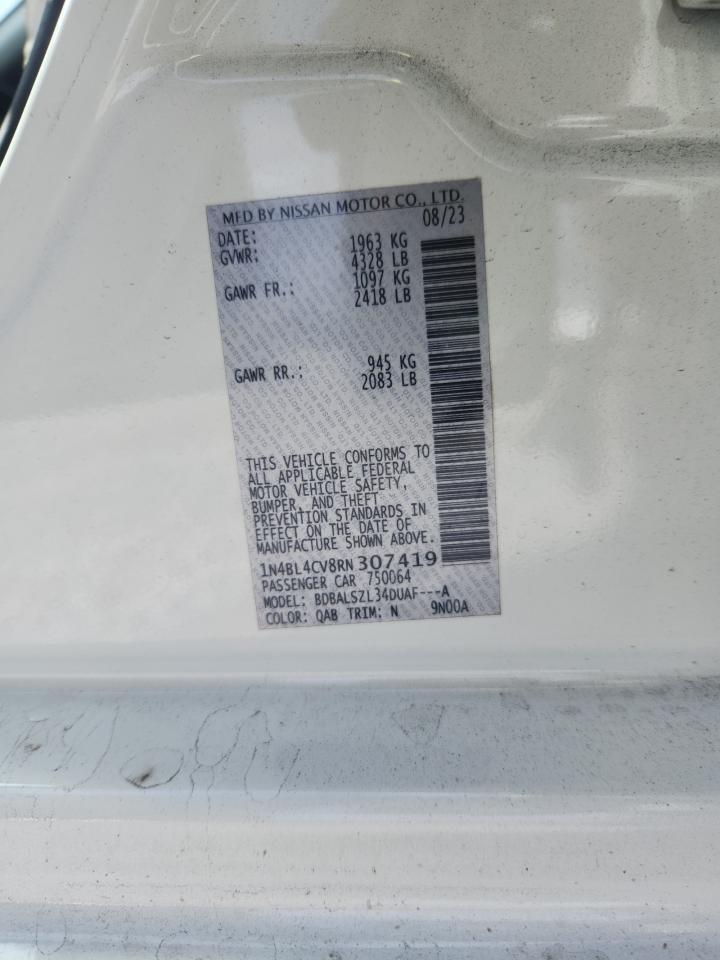 MFD BY NISSAN MOTOR CO., LTD.
DATE: 08/23
GVWR: 1963 KG
4328 LB
GAWR FR.: 1097 KG
2418 LB
GAWR RR.: 945 KG
2083 LB
THIS VEHICLE CONFORMS TO
ALL APPLICABLE FEDERAL
MOTOR VEHICLE SAFETY,
BUMPER, AND THEFT
PREVENTION STANDARDS IN
EFFECT ON THE DATE OF
MANUFACTURE SHOWN ABOVE.
1N4BL4CV8RN307419
PASSENGER CAR 750064
MODEL: BDBALSZL34DUAF---A
COLOR: QAB TRIM: N 9N00A